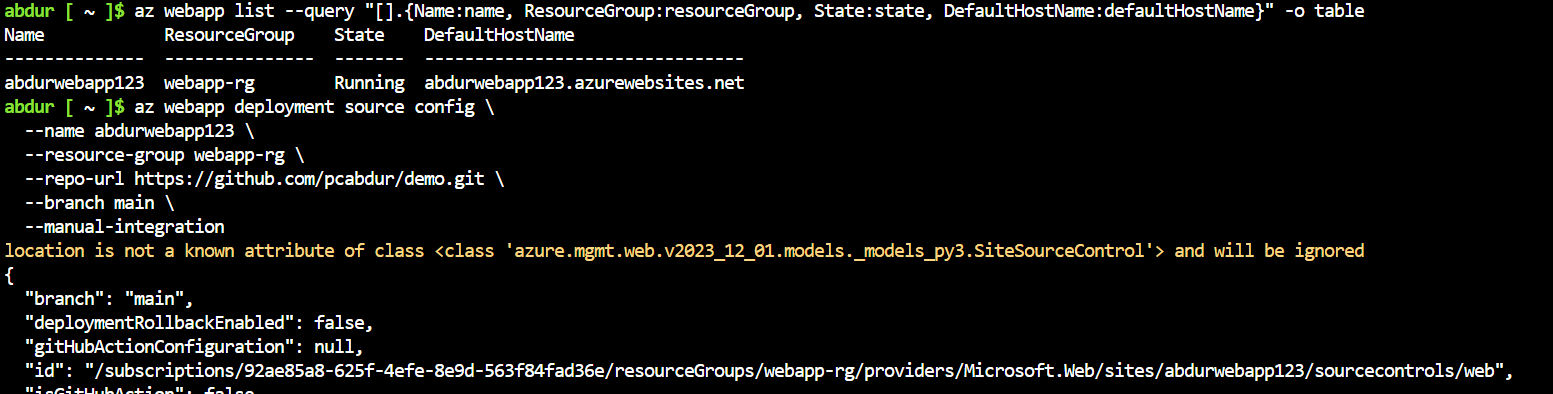 abdur [ ~ ]$ az webapp list --query "[].{Name:name, ResourceGroup:resourceGroup, State:state, DefaultHostName:defaultHostName}" -o table
Name            ResourceGroup    State    DefaultHostName
--------------  ---------------  -------  --------------------------------
abdurwebapp123  webapp-rg        Running  abdurwebapp123.azurewebsites.net
abdur [ ~ ]$ az webapp deployment source config \
  --name abdurwebapp123 \
  --resource-group webapp-rg \
  --repo-url https://github.com/pcabdur/demo.git \
  --branch main \
  --manual-integration
location is not a known attribute of class <class 'azure.mgmt.web.v2023_12_01.models._models_py3.SiteSourceControl'> and will be ignored
{
  "branch": "main",
  "deploymentRollbackEnabled": false,
  "gitHubActionConfiguration": null,
  "id": "/subscriptions/92ae85a8-625f-4efe-8e9d-563f84fad36e/resourceGroups/webapp-rg/providers/Microsoft.Web/sites/abdurwebapp123/sourcecontrols/web",
  "isGitHubAction": false